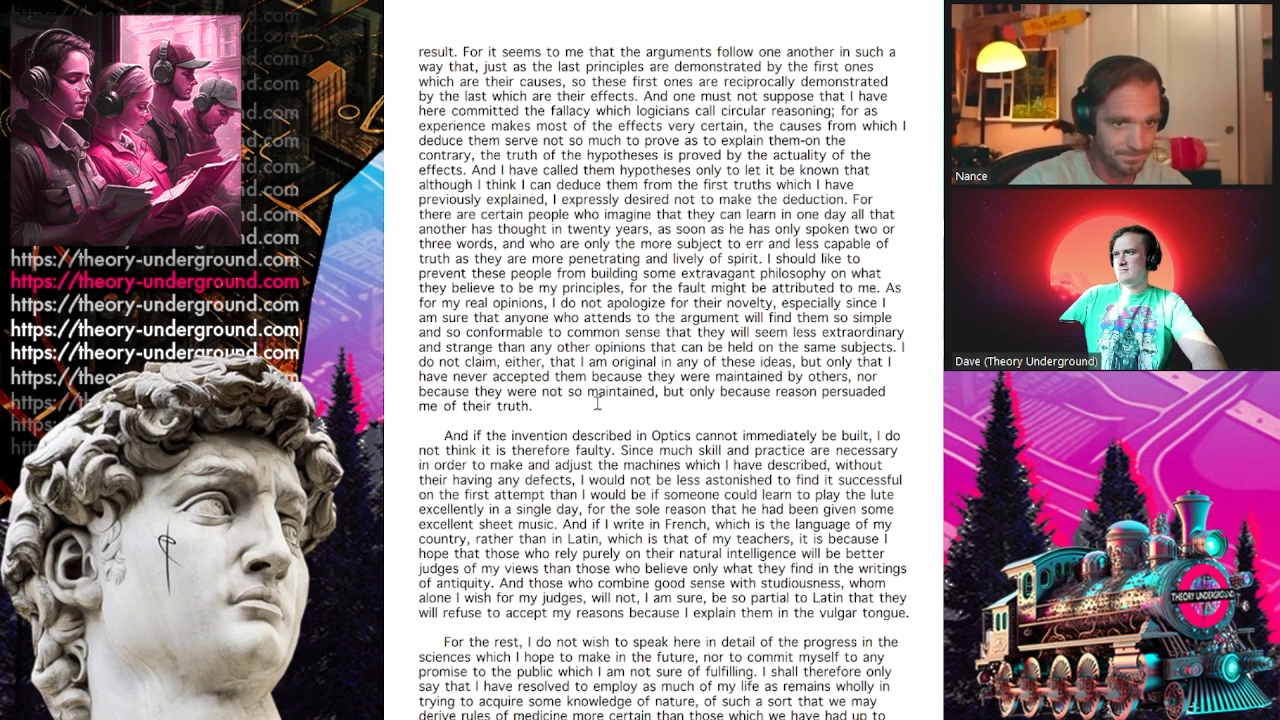 https://theory-underground.com
https://theory-underground.com
https://theory-underground.com
https://theory-underground.com
https://theory-underground.com
result. For it seems to me that the arguments follow one another in such a
way that, just as the last principles are demonstrated by the first ones
which are their causes, so these first ones are reciprocally demonstrated
by the last which are their effects. And one must not suppose that I have
here committed the fallacy which logicians call circular reasoning; for as
experience makes most of the effects very certain, the causes from which I
deduce them serve not so much to prove as to explain them-on the
contrary, the truth of the hypotheses is proved by the actuality of the
effects. And I have called them hypotheses only to let it be known that
although I think I can deduce them from the first truths which I have
previously explained, I expressly desired not to make the deduction. For
there are certain people who imagine that they can learn in one day all that
another has thought in twenty years, as soon as he has only spoken two or
three words, and who are only the more subject to err and less capable of
truth as they are more penetrating and lively of spirit. I should like to
prevent these people from building some extravagant philosophy on what
they believe to be my principles, for the fault might be attributed to me. As
for my real opinions, I do not apologize for their novelty, especially since I
am sure that anyone who attends to the argument will find them so simple
and so conformable to common sense that they will seem less extraordinary
and strange than any other opinions that can be held on the same subjects. I
do not claim, either, that I am original in any of these ideas, but only that I
have never accepted them because they were maintained by others, nor
because they were not so maintained, but only because reason persuaded
me of their truth.
And if the invention described in Optics cannot immediately be built, I do
not think it is therefore faulty. Since much skill and practice are necessary
in order to make and adjust the machines which I have described, without
their having any defects, I would not be less astonished to find it successful
on the first attempt than I would be if someone could learn to play the lute
excellently in a single day, for the sole reason that he had been given some
excellent sheet music. And if I write in French, which is the language of my
country, rather than in Latin, which is that of my teachers, it is because I
hope that those who rely purely on their natural intelligence will be better
judges of my views than those who believe only what they find in the writings
of antiquity. And those who combine good sense with studiousness, whom
alone I wish for my judges, will not, I am sure, be so partial to Latin that they
will refuse to accept my reasons because I explain them in the vulgar tongue.
For the rest, I do not wish to speak here in detail of the progress in the
sciences which I hope to make in the future, nor to commit myself to any
promise to the public which I am not sure of fulfilling. I shall therefore only
say that I have resolved to employ as much of my life as remains wholly in
trying to acquire some knowledge of nature, of such a sort that we may
derive rules of medicine more certain than those which we have had up to
Nance
Dave (Theory Underground)
THEORY UNDERGROUND